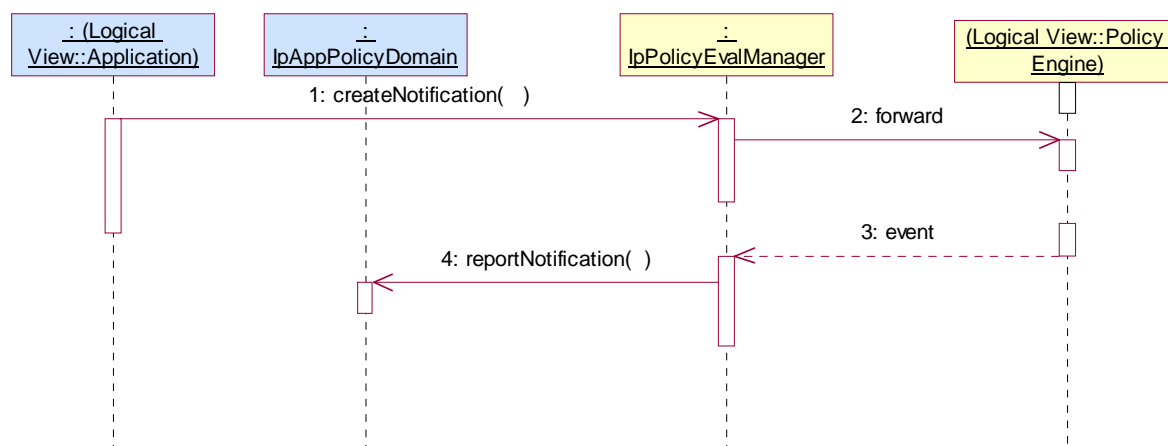 : (Logical
View::Application)
:
IpAppPolicyDomain
:
IpPolicyEvalManager
(Logical View::Policy
Engine)
1: createNotification(  )
2: forward
3: event
4: reportNotification(  )